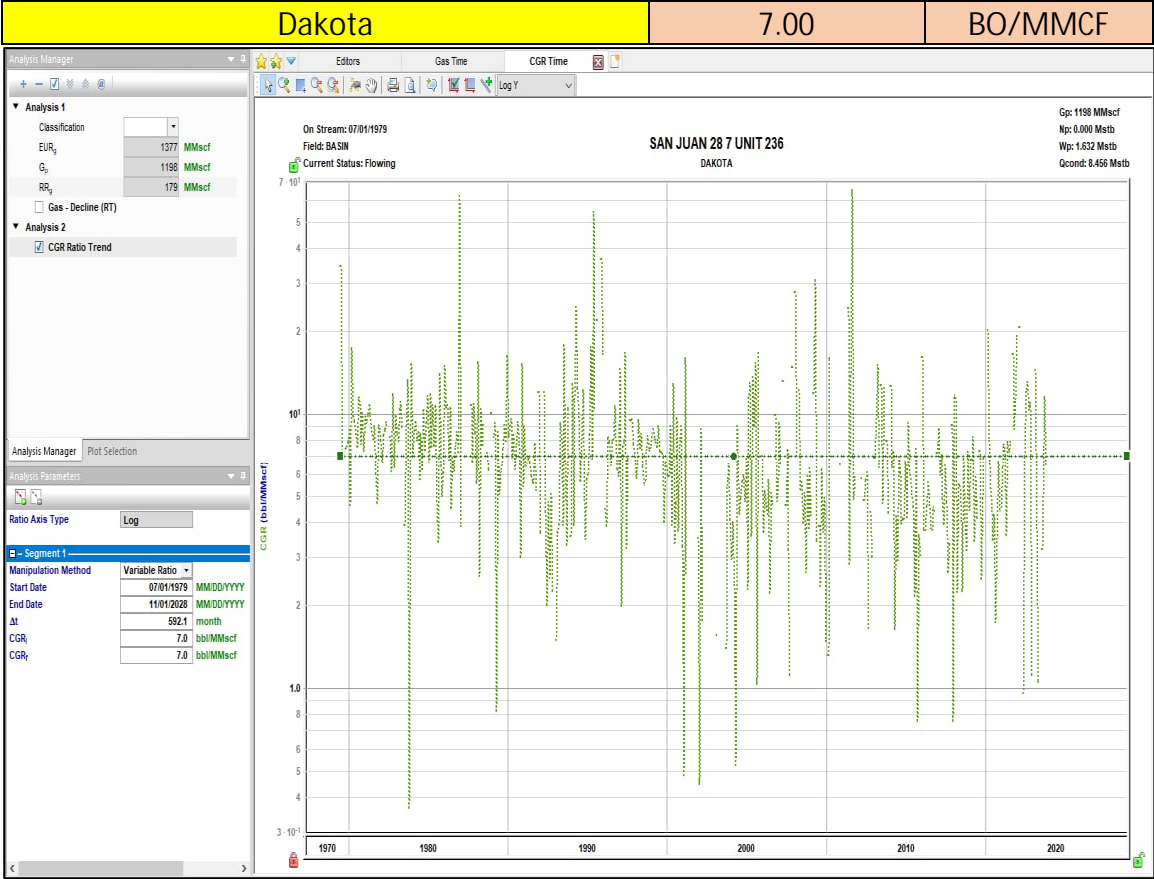 Dakota 7.00 BO/MMCF
Analysis Manager
Editors Gas Time CGR Time
Log Y
Analysis 1
Classification
EURg 1377 MMscf
Gp 1198 MMscf
RRg 179 MMscf
Gas - Decline (RT)
Analysis 2
CGR Ratio Trend
Analysis Manager Plot Selection
Analysis Parameters
Ratio Axis Type Log
Segment 1
Manipulation Method Variable Ratio
Start Date 07/01/1979 MM/DD/YYYY
End Date 11/01/2028 MM/DD/YYYY
Δt 592.1 month
CGRi 7.0 bbl/MMscf
CGRf 7.0 bbl/MMscf
On Stream: 07/01/1979
Field: BASIN
Current Status: Flowing
SAN JUAN 28 7 UNIT 236
DAKOTA
Gp: 1198 MMscf
Np: 0.000 Mstb
Wp: 1.632 Mstb
Qcond: 8.456 Mstb
CGR (bbl/MMscf)
7·10¹
5
4
3
2
10¹
8
6
5
4
3
2
1.0
8
6
5
4
3·10⁻¹
1970 1980 1990 2000 2010 2020